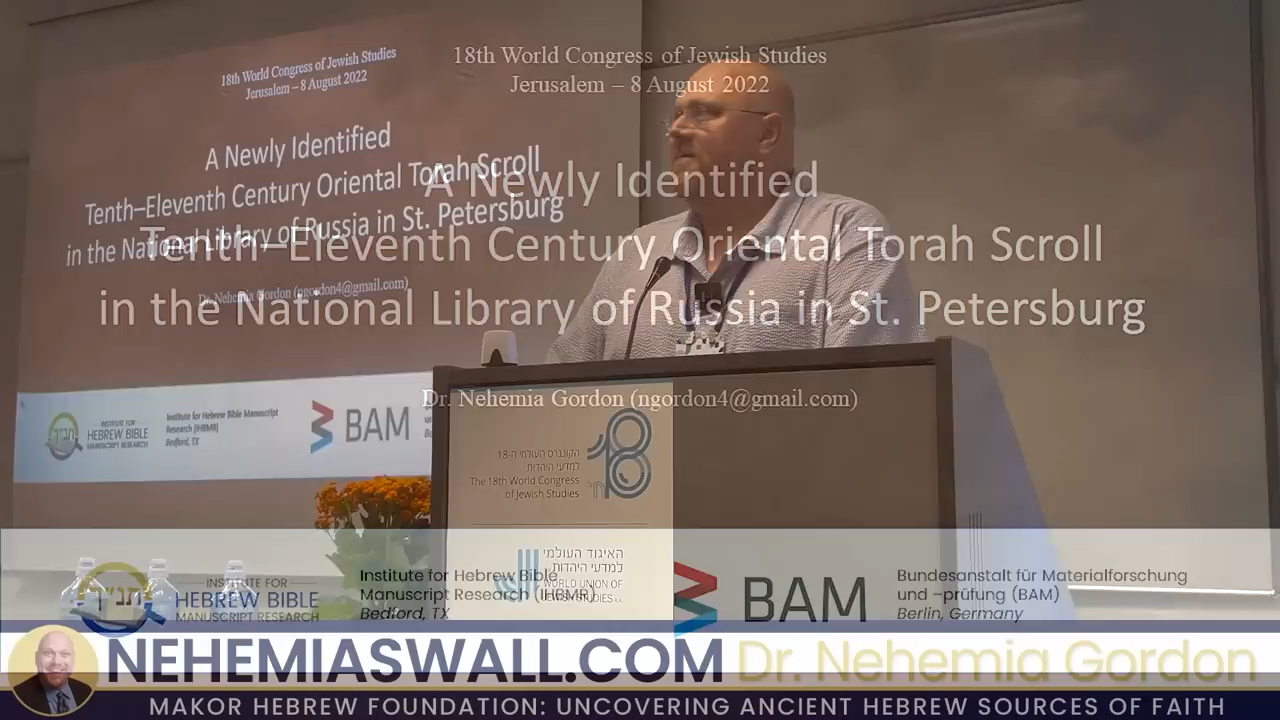 18th World Congress of Jewish Studies
Jerusalem – 8 August 2022
A Newly Identified
Tenth–Eleventh Century Oriental Torah Scroll
in the National Library of Russia in St. Petersburg
Dr. Nehemia Gordon (ngordon4@gmail.com)
INSTITUTE FOR
HEBREW BIBLE
MANUSCRIPT RESEARCH
Institute for Hebrew Bible Manuscript
Research (IHBMR)
Bedford, TX
BAM
18th World Congress of Jewish Studies
Jerusalem – 8 August 2022
A Newly Identified
Tenth–Eleventh Century Oriental Torah Scroll
in the National Library of Russia in St. Petersburg
Dr. Nehemia Gordon (ngordon4@gmail.com)
18
הקונגרס העולמי ה-18
למדעי היהדות
The 18th World Congress
of Jewish Studies
האיגוד העולמי
למדעי היהדות
WORLD UNION OF
JEWISH STUDIES
תנ"ך
INSTITUTE FOR
HEBREW BIBLE
MANUSCRIPT RESEARCH
Institute for Hebrew Bible
Manuscript Research (IHBMR)
Bedford, TX
BAM
Bundesanstalt für Materialforschung
und –prüfung (BAM)
Berlin, Germany
NEHEMIASWALL.COM Dr. Nehemia Gordon
MAKOR HEBREW FOUNDATION: UNCOVERING ANCIENT HEBREW SOURCES OF FAITH